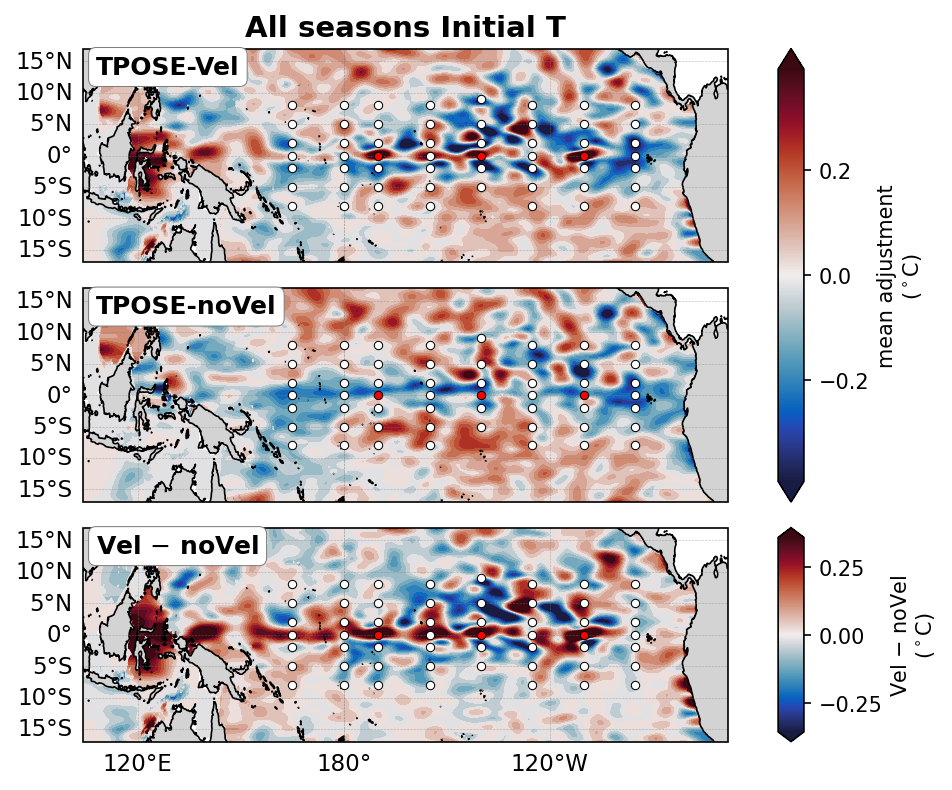 All seasons Initial T
TPOSE-Vel
15°N
10°N
5°N
0°
5°S
10°S
15°S
TPOSE-noVel
15°N
10°N
5°N
0°
5°S
10°S
15°S
0.2
0.0
−0.2
mean adjustment
(°C)
Vel − noVel
15°N
10°N
5°N
0°
5°S
10°S
15°S
120°E
180°
120°W
0.25
0.00
−0.25
Vel − noVel
(°C)